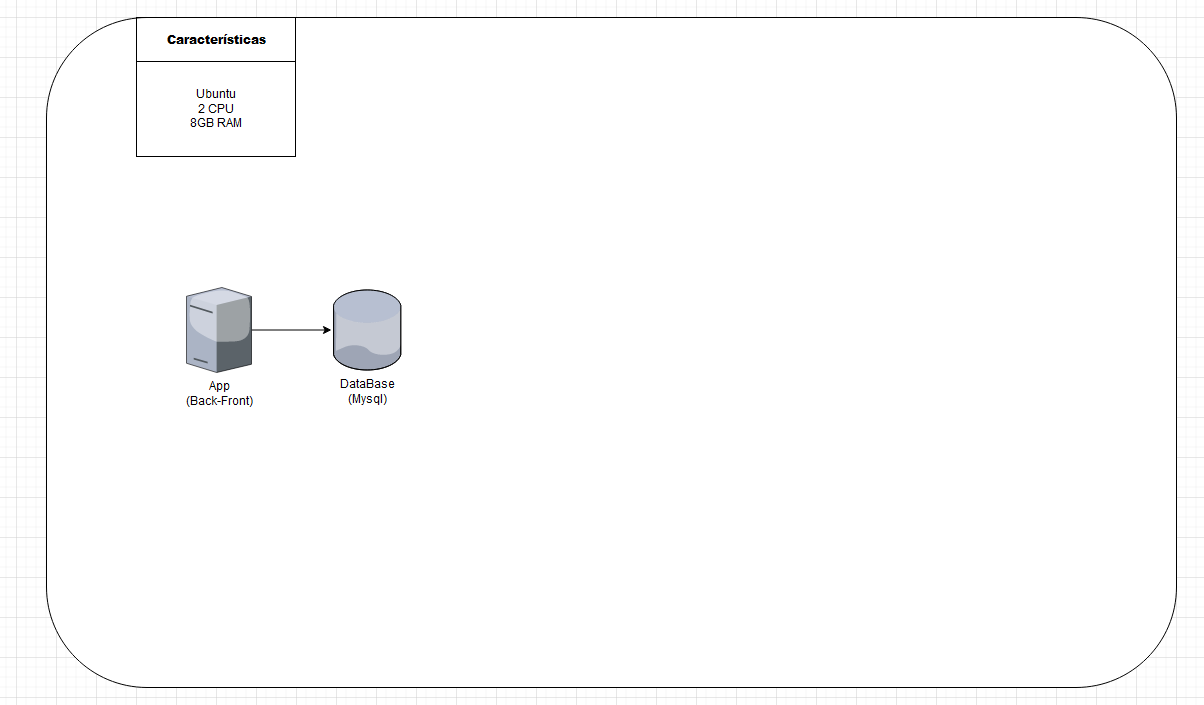 Características
Ubuntu
2 CPU
8GB RAM
App
(Back-Front)
DataBase
(Mysql)